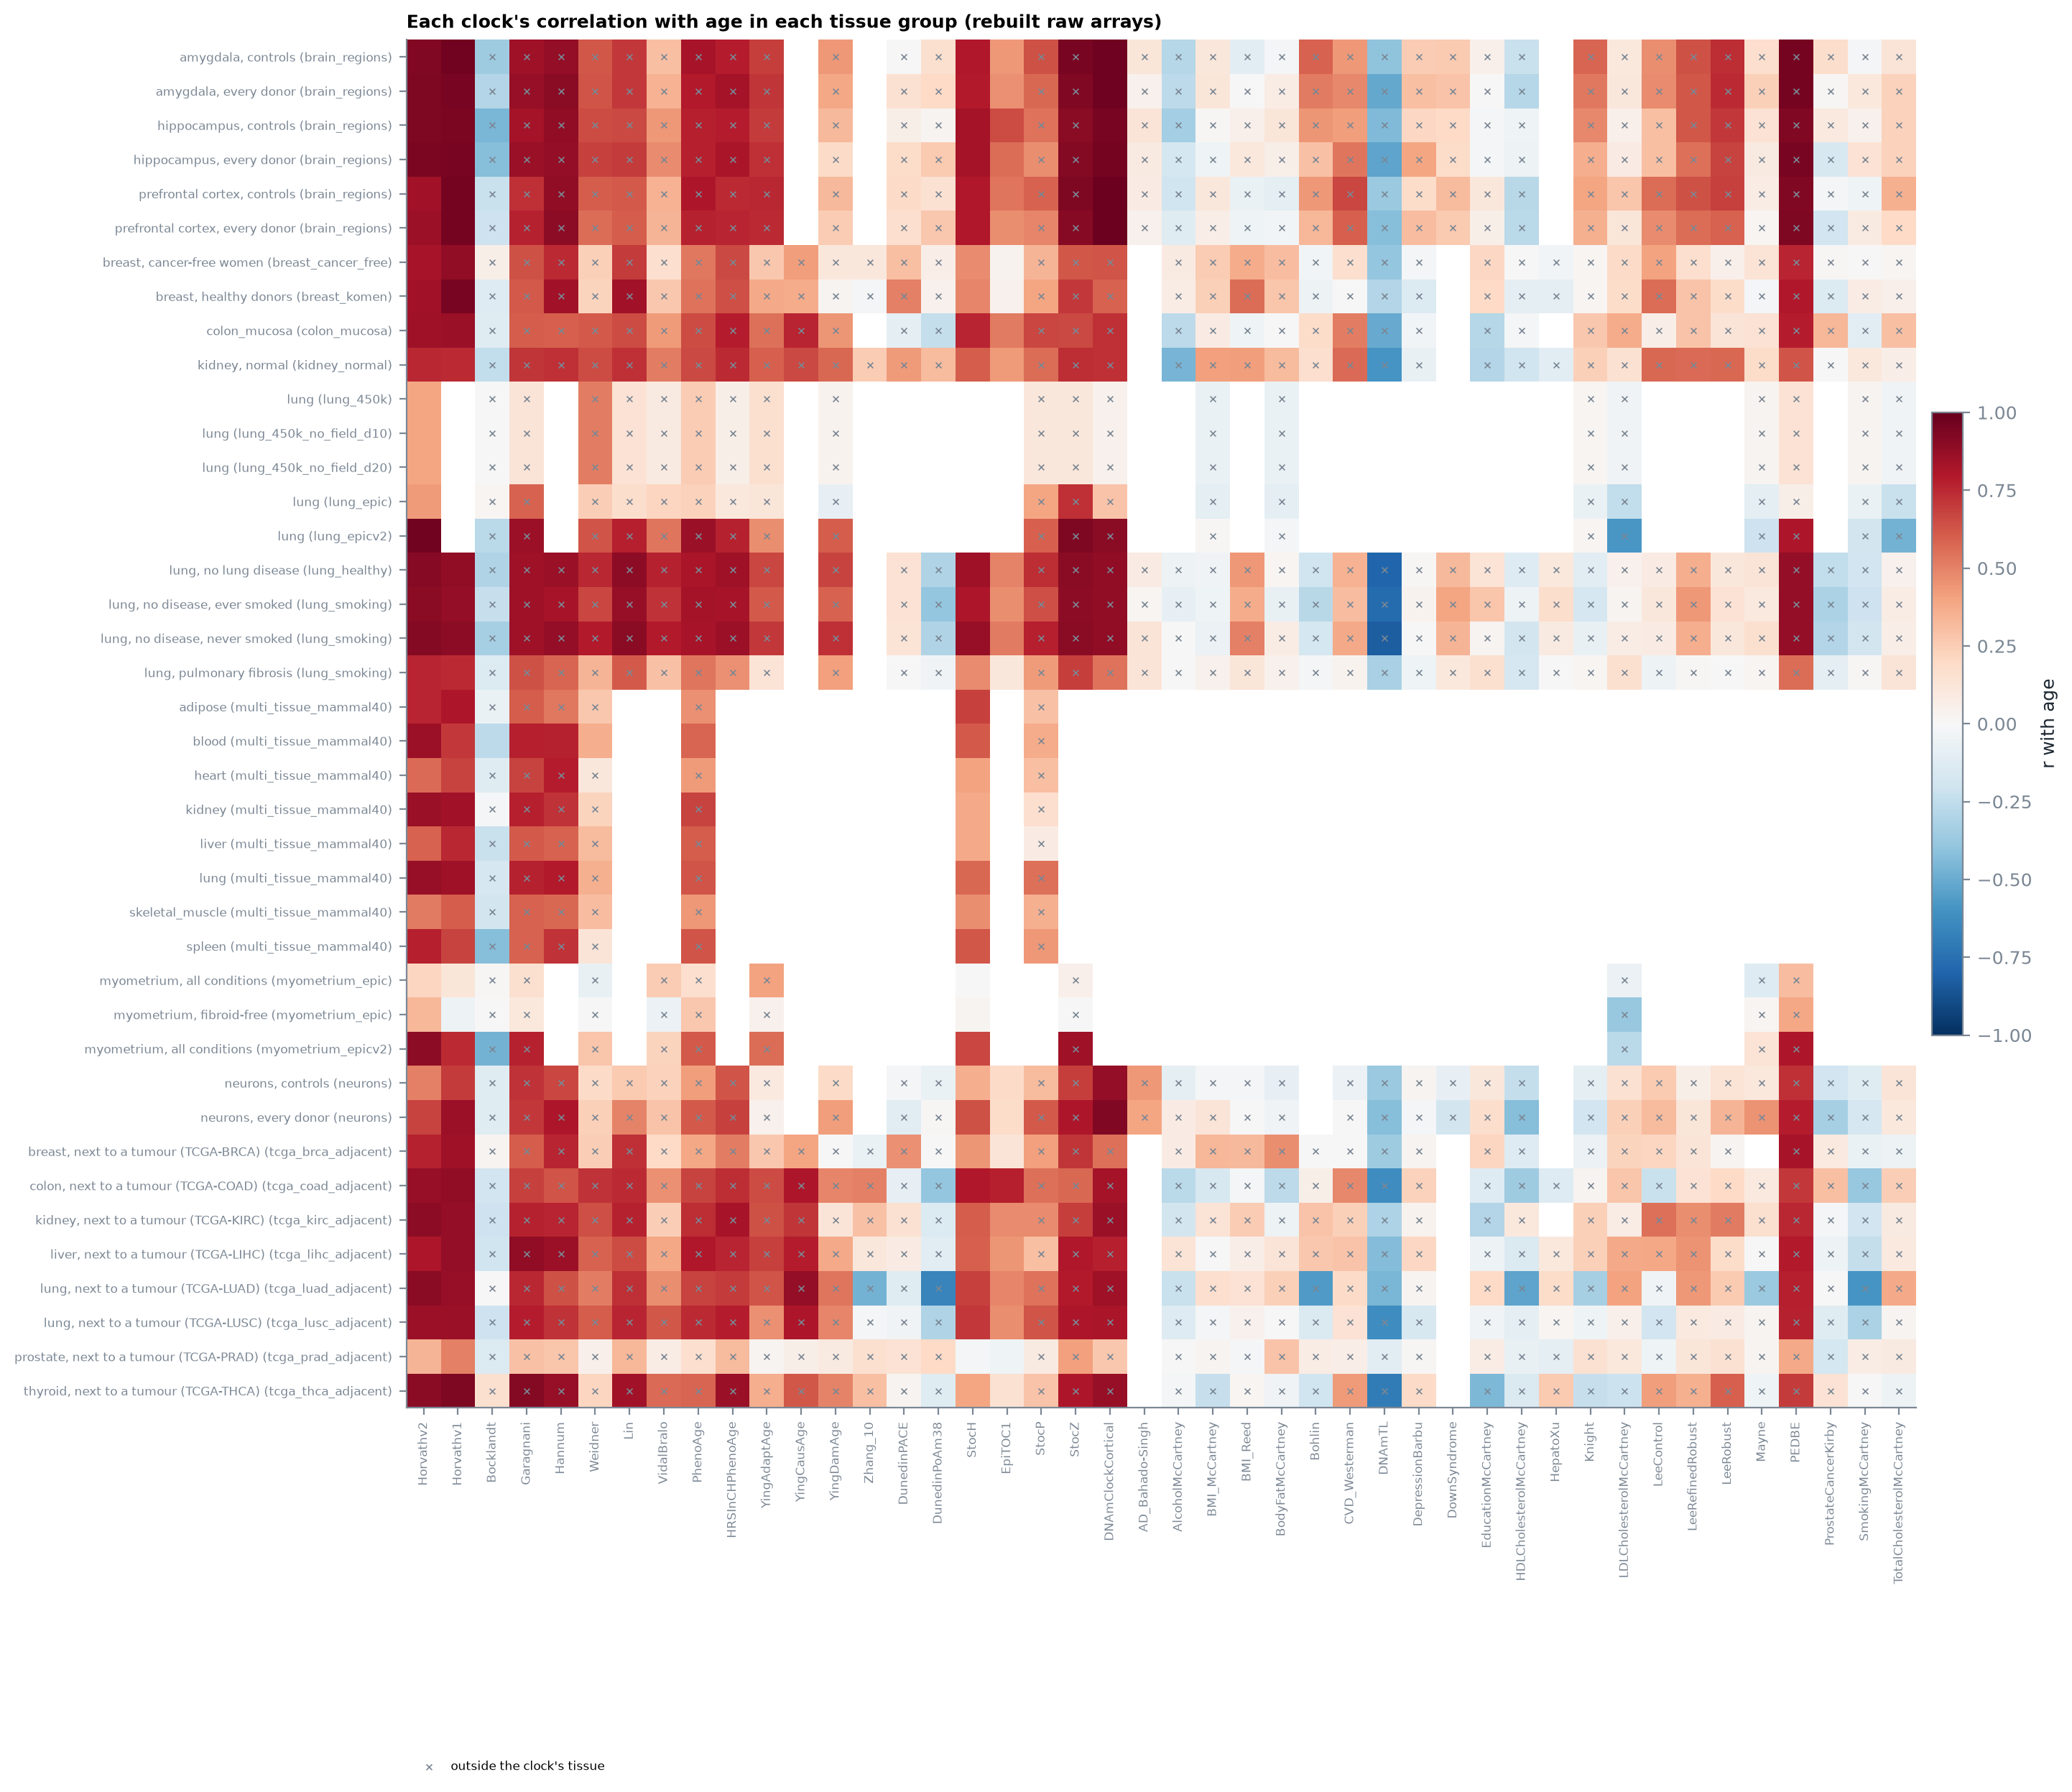 Each clock's correlation with age in each tissue group (rebuilt raw arrays)
amygdala, controls (brain_regions)
amygdala, every donor (brain_regions)
hippocampus, controls (brain_regions)
hippocampus, every donor (brain_regions)
prefrontal cortex, controls (brain_regions)
prefrontal cortex, every donor (brain_regions)
breast, cancer-free women (breast_cancer_free)
breast, healthy donors (breast_komen)
colon_mucosa (colon_mucosa)
kidney, normal (kidney_normal)
lung (lung_450k)
lung (lung_450k_no_field_d10)
lung (lung_450k_no_field_d20)
lung (lung_epic)
lung (lung_epicv2)
lung, no lung disease (lung_healthy)
lung, no disease, ever smoked (lung_smoking)
lung, no disease, never smoked (lung_smoking)
lung, pulmonary fibrosis (lung_smoking)
adipose (multi_tissue_mammal40)
blood (multi_tissue_mammal40)
heart (multi_tissue_mammal40)
kidney (multi_tissue_mammal40)
liver (multi_tissue_mammal40)
lung (multi_tissue_mammal40)
skeletal_muscle (multi_tissue_mammal40)
spleen (multi_tissue_mammal40)
myometrium, all conditions (myometrium_epic)
myometrium, fibroid-free (myometrium_epic)
myometrium, all conditions (myometrium_epicv2)
neurons, controls (neurons)
neurons, every donor (neurons)
breast, next to a tumour (TCGA-BRCA) (tcga_brca_adjacent)
colon, next to a tumour (TCGA-COAD) (tcga_coad_adjacent)
kidney, next to a tumour (TCGA-KIRC) (tcga_kirc_adjacent)
liver, next to a tumour (TCGA-LIHC) (tcga_lihc_adjacent)
lung, next to a tumour (TCGA-LUAD) (tcga_luad_adjacent)
lung, next to a tumour (TCGA-LUSC) (tcga_lusc_adjacent)
prostate, next to a tumour (TCGA-PRAD) (tcga_prad_adjacent)
thyroid, next to a tumour (TCGA-THCA) (tcga_thca_adjacent)
Horvathv2
Horvathv1
Bocklandt
Garagnani
Hannum
Weidner
Lin
VidalBralo
PhenoAge
HRSInCHPhenoAge
YingAdaptAge
YingCausAge
YingDamAge
Zhang_10
DunedinPACE
DunedinPoAm38
StocH
EpiTOC1
StocP
StocZ
DNAmClockCortical
AD_Bahado-Singh
AlcoholMcCartney
BMI_McCartney
BMI_Reed
BodyFatMcCartney
Bohlin
CVD_Westerman
DNAmTL
DepressionBarbu
DownSyndrome
EducationMcCartney
HDLCholesterolMcCartney
HepatoXu
Knight
LDLCholesterolMcCartney
LeeControl
LeeRefinedRobust
LeeRobust
Mayne
PEDBE
ProstateCancerKirby
SmokingMcCartney
TotalCholesterolMcCartney
1.00
0.75
0.50
0.25
0.00
−0.25
−0.50
−0.75
−1.00
r with age
outside the clock's tissue